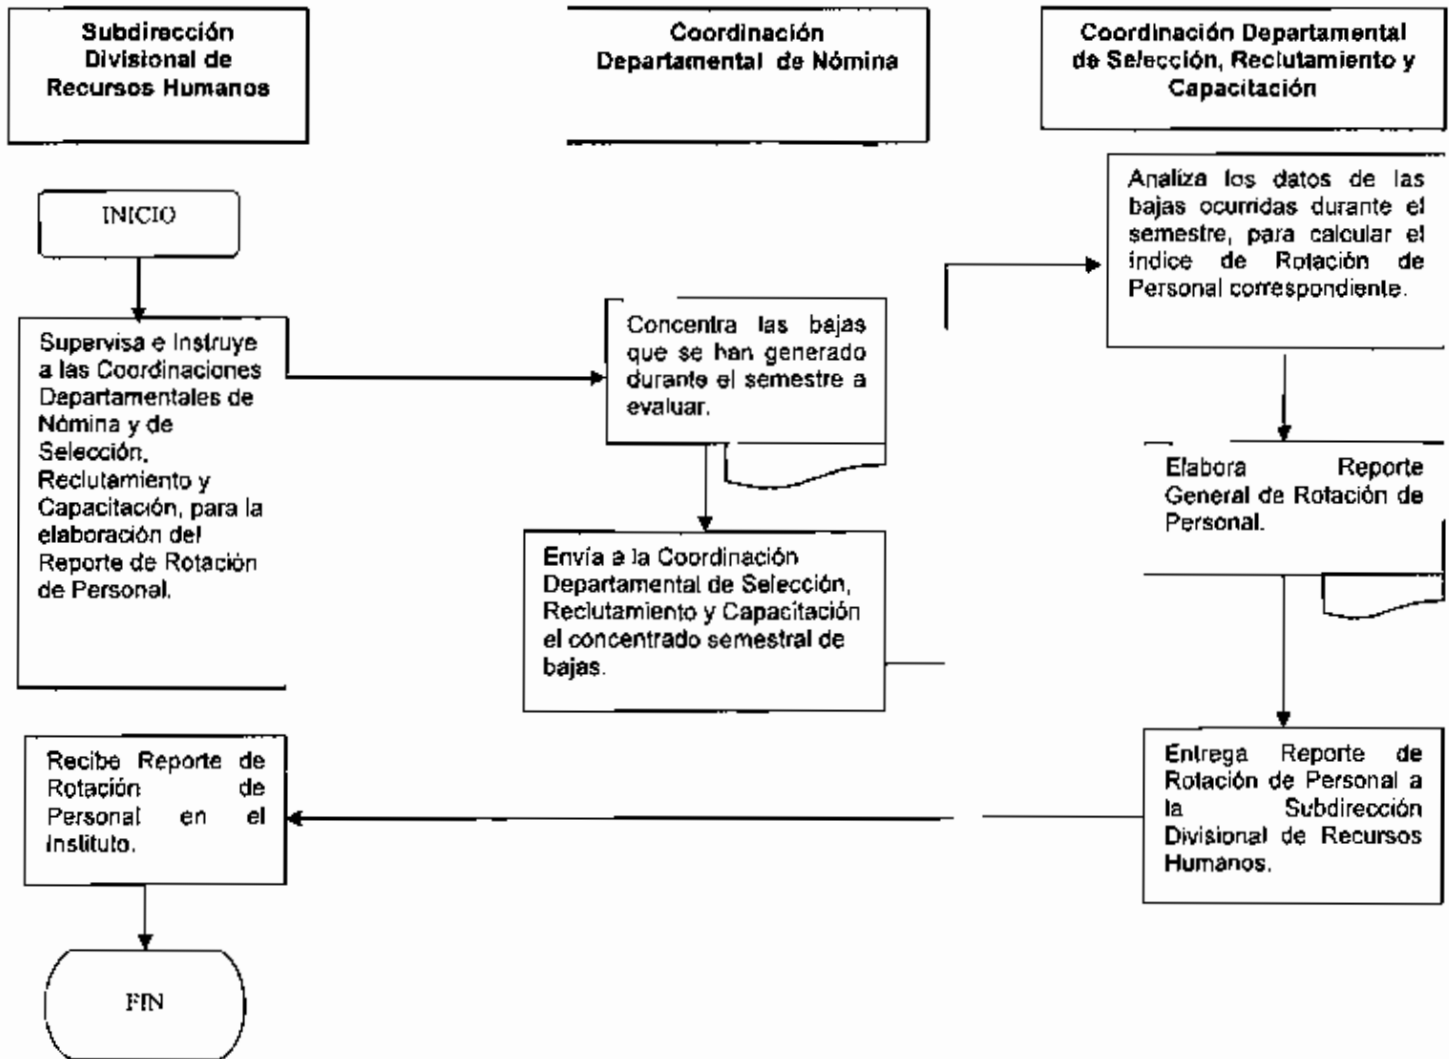 Subdirección
Divisional de
Recursos Humanos
Coordinación
Departamental de Nómina
Coordinación Departamental
de Selección, Reclutamiento y
Capacitación
INICIO
Supervisa e Instruye
a las Coordinaciones
Departamentales de
Nómina y de
Selección,
Reclutamiento y
Capacitación, para la
elaboración del
Reporte de Rotación
de Personal.
Concentra las bajas
que se han generado
durante el semestre a
evaluar.
Envía a la Coordinación
Departamental de Selección,
Reclutamiento y Capacitación
el concentrado semestral de
bajas.
Analiza los datos de las
bajas ocurridas durante el
semestre, para calcular el
índice de Rotación de
Personal correspondiente.
Elabora Reporte
General de Rotación de
Personal.
Entrega Reporte de
Rotación de Personal a
la Subdirección
Divisional de Recursos
Humanos.
Recibe Reporte de
Rotación de
Personal en el
Instituto.
FIN